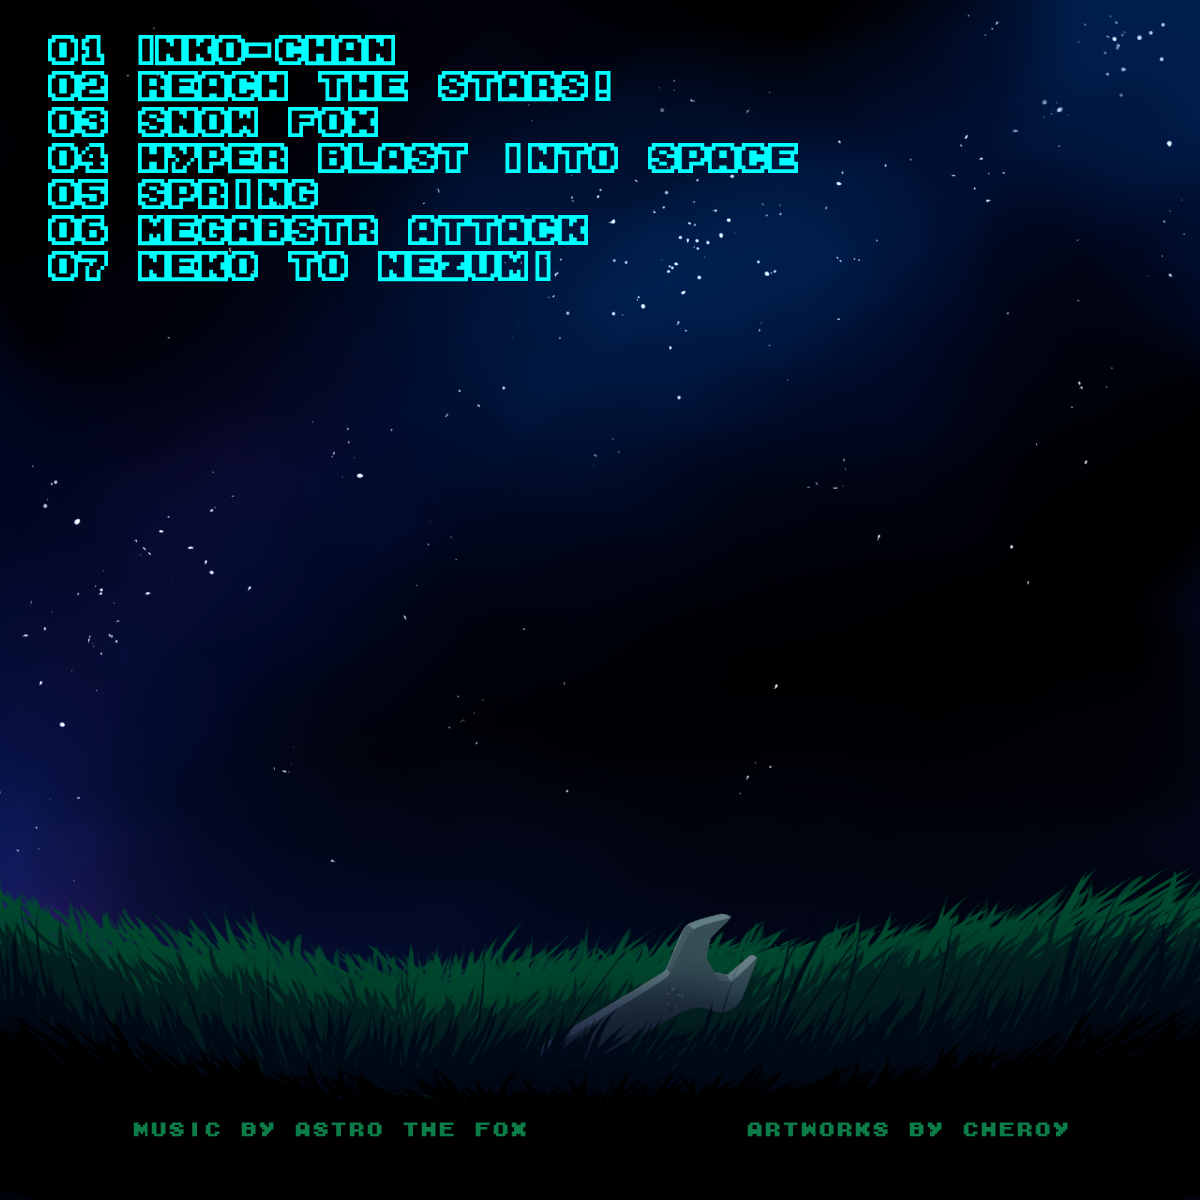 01 INKO-CHAN
02 REACH THE STARS!
03 SNOW FOX
04 HYPER BLAST INTO SPACE
05 SPRING
06 MEGABSTR ATTACK
07 NEKO TO NEZUMI
MUSIC BY ASTRO THE FOX
ARTWORKS BY CHEROY